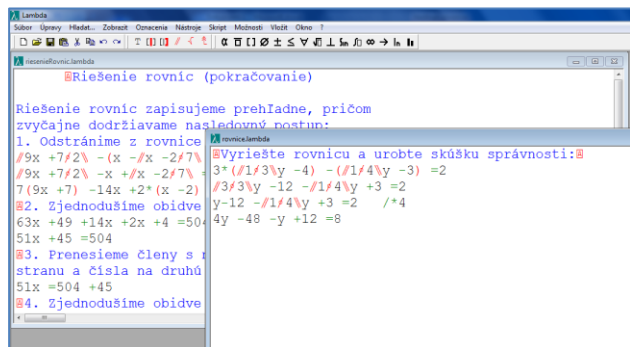 Lambda
Súbor Úpravy Hladat... Zobrazit Oznacenia Nástroje Skript Možnosti Vložit Okno ?
riesenieRovnic.lambda
Riešenie rovníc (pokračovanie)
Riešenie rovníc zapisujeme prehľadne, pričom
zvyčajne dodržiavame nasledovný postup:
1. Odstránime z rovnice
//9x +7/2\ -(x -//x -2/7\
//9x +7/2\ -x +//x -2/7\ =
7(9x +7) -14x +2*(x -2)
2. Zjednodušíme obidve
63x +49 +14x +2x +4 =504
51x +45 =504
3. Prenesieme členy s
stranu a čísla na druhú
51x =504 +45
4. Zjednodušíme obidve
rovnice.lambda
Vyriešte rovnicu a urobte skúšku správnosti:
3*(//1/3\y -4) -(//1/4\y -3) =2
//3/3\y -12 -//1/4\y +3 =2
y-12 -//1/4\y +3 =2 /*4
4y -48 -y +12 =8